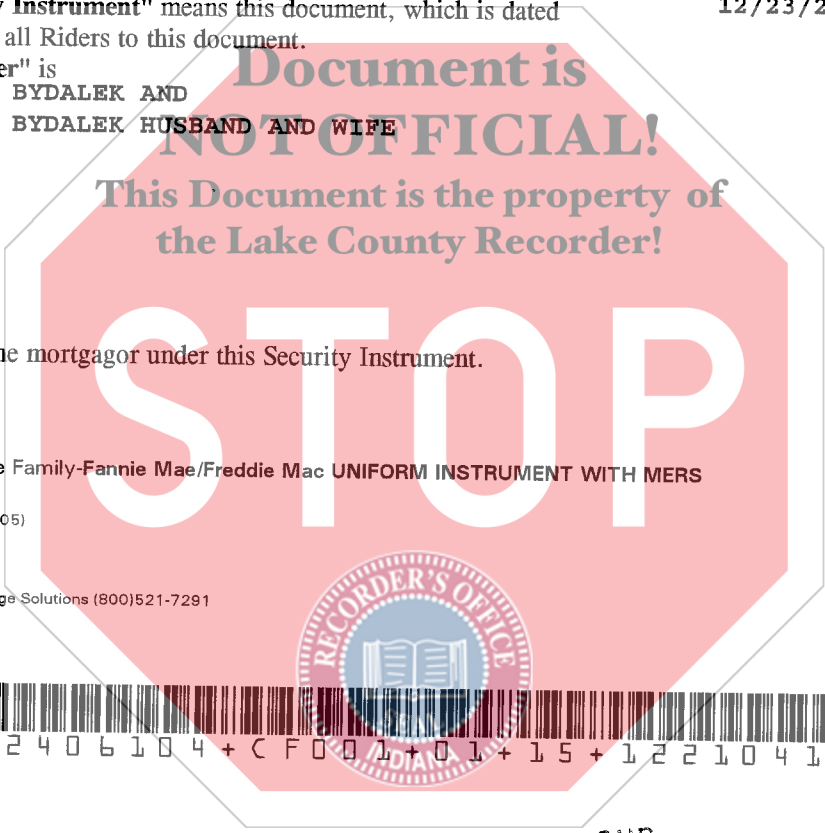 Instrument" means this document, which is dated 12/23/2
all Riders to this document.
er" is
BYDALEK AND
BYDALEK HUSBAND AND WIFE
Document is
NOT OFFICIAL!
This Document is the property of
the Lake County Recorder!
STOP
e mortgagor under this Security Instrument.
Family-Fannie Mae/Freddie Mac UNIFORM INSTRUMENT WITH MERS
05)
ge Solutions (800)521-7291
RECORDER'S OFFICE
SEAL
INDIANA
2406104+CF001+01+15+1221041